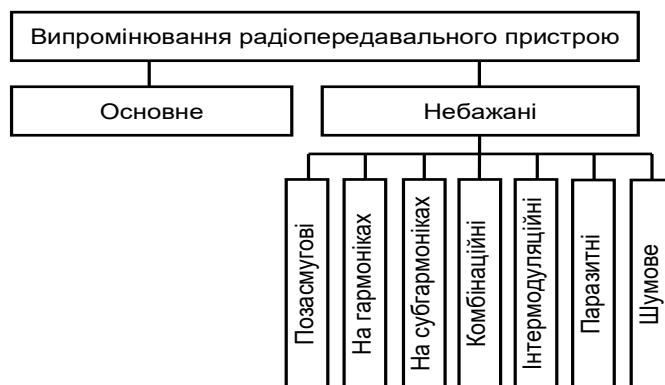 Випромінювання радіопередавального пристрою
Основне
Небажані
Позасмугові
На гармоніках
На субгармоніках
Комбінаційні
Інтермодуляційні
Паразитні
Шумове